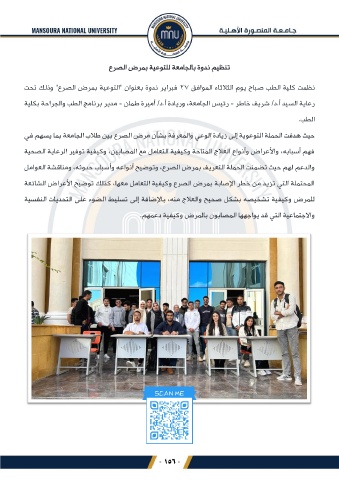 MANSOURA NATIONAL UNIVERSITY
جـامـعـة المنصـورة الأهـلـيـة
تنظيم ندوة بالجامعة للتوعية بمرض الصرع
نظمت كلية الطب صباح يوم الثلاثاء الموافق ٢٧ فبراير ندوة بعنوان "التوعية بمرض الصرع" وذلك تحت
رعاية السيد أ.د/ شريف خاطر – رئيس الجامعة، وريادة أ.د/ أميرة طمان – مدير برنامج الطب والجراحة بكلية
الطب.
حيث هدفت الحملة التوعوية إلى زيادة الوعي والمعرفة بشأن مرض الصرع بين طلاب الجامعة بما يسهم في
فهم أسبابه، والأعراض وأنواع العلاج المتاحة وكيفية التعامل مع المصابين، وكيفية توفير الرعاية الصحية
والدعم لهم حيث تضمنت الحملة التعريف بمرض الصرع، وتوضيح أنواعه وأسباب حدوثه، ومناقشة العوامل
المحتملة التي تزيد من خطر الإصابة بمرض الصرع وكيفية التعامل معها، كذلك توضيح الأعراض الشائعة
للمرض وكيفية تشخيصه بشكل صحيح والعلاج منه، بالإضافة إلى تسليط الضوء على التحديات النفسية
والاجتماعية التي قد يواجهها المصابون بالمرض وكيفية دعمهم.
SCAN ME
- ١٥٦ -